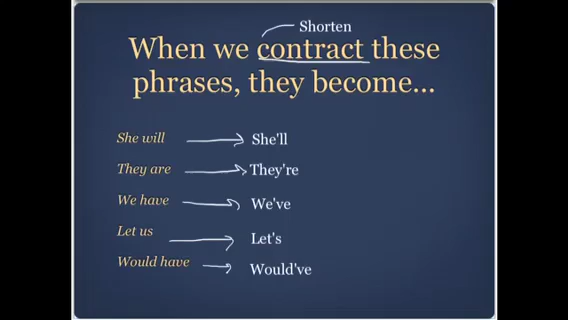 Shorten
When we contract these
phrases, they become...
She will She'll
They are They're
We have We've
Let us Let's
Would have Would've